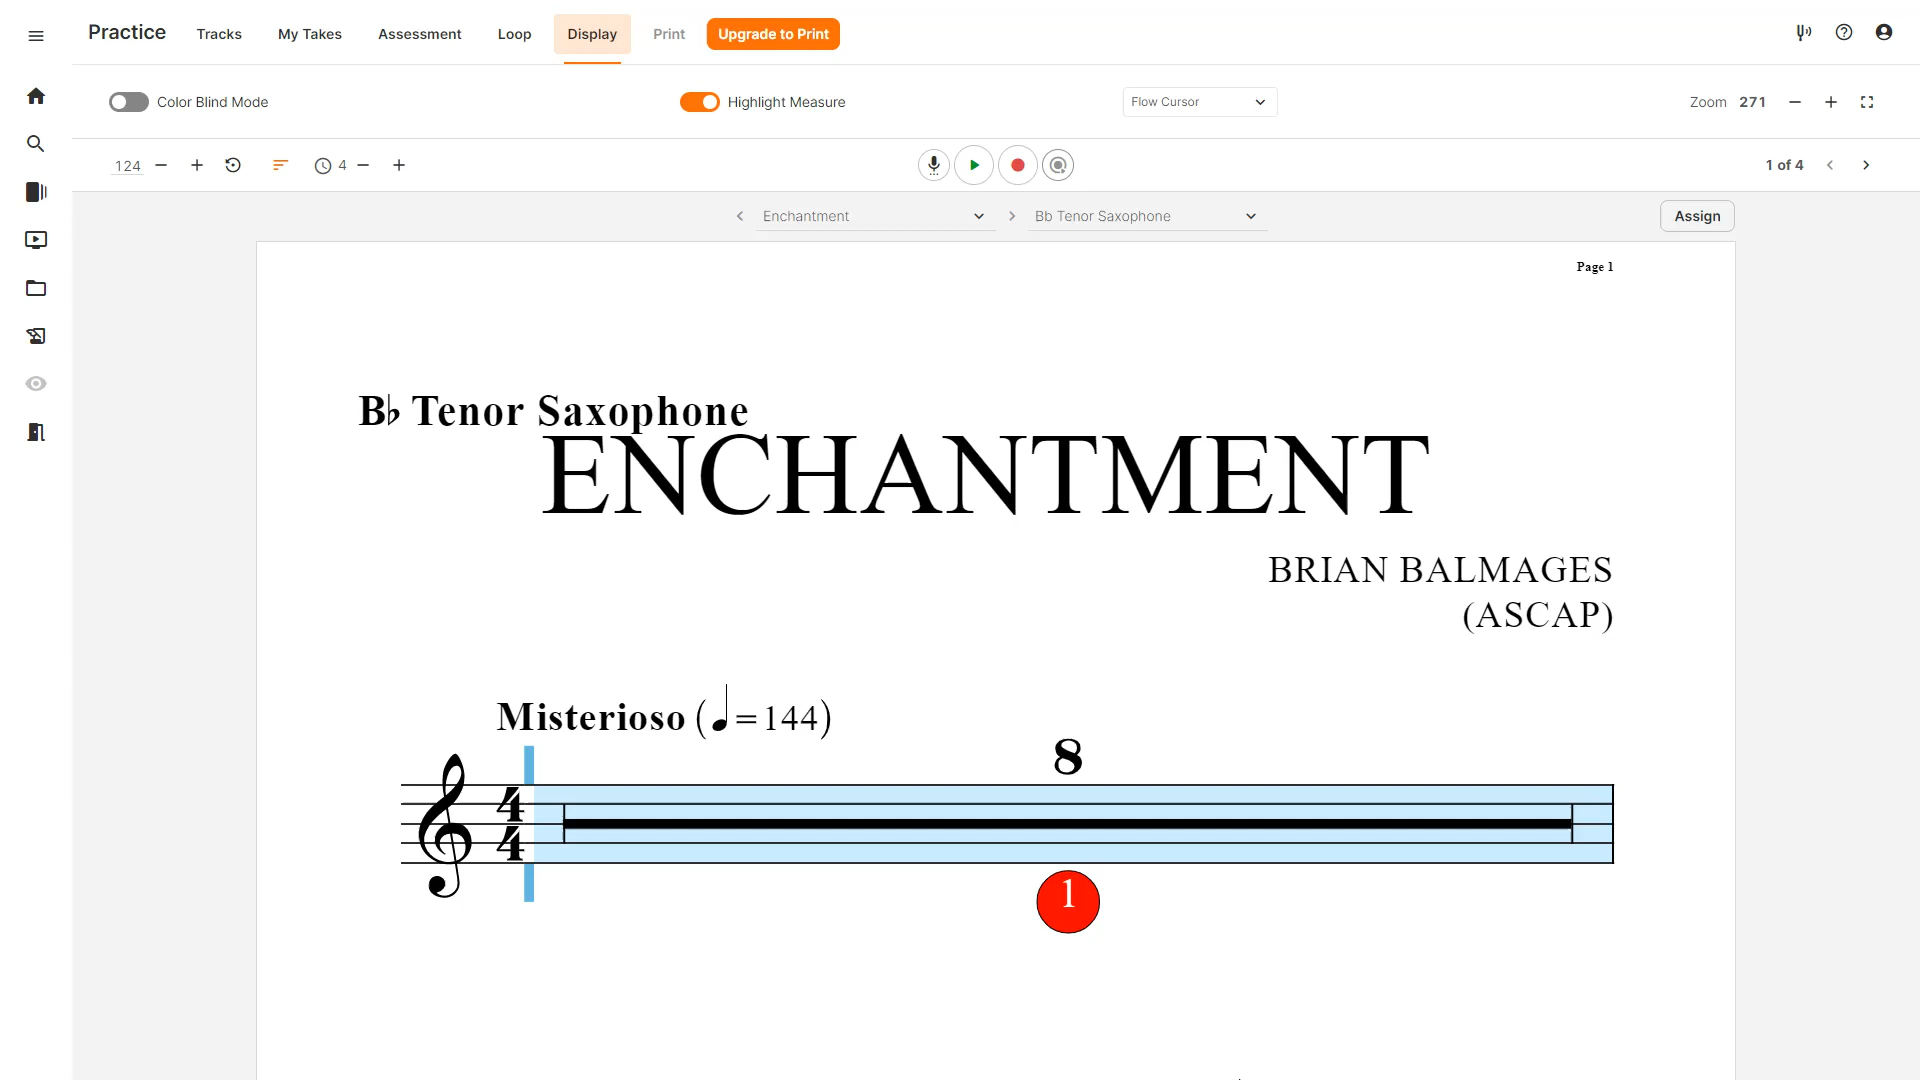 Practice Tracks My Takes Assessment Loop Display Print Upgrade to Print
Color Blind Mode Highlight Measure Flow Cursor Zoom 271
124 4 1 of 4
Enchantment Bb Tenor Saxophone Assign
Page 1
B♭ Tenor Saxophone
ENCHANTMENT
BRIAN BALMAGES
(ASCAP)
Misterioso (♩=144)
8
4
4
1